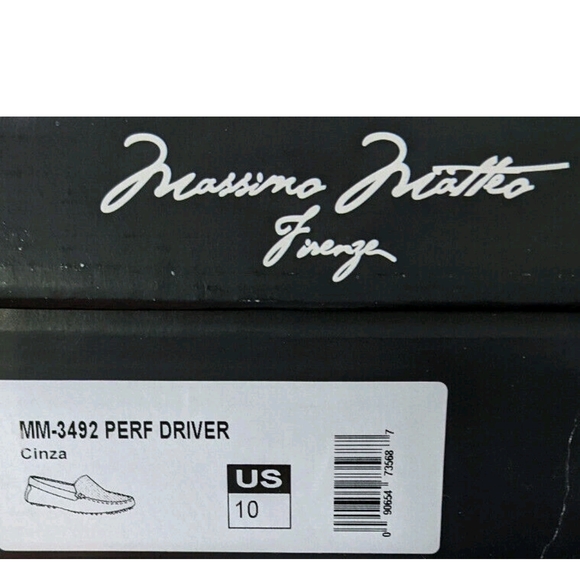 Massimo Matteo
Firenze
MM-3492 PERF DRIVER
Cinza
US
10
0 90654 73568 7